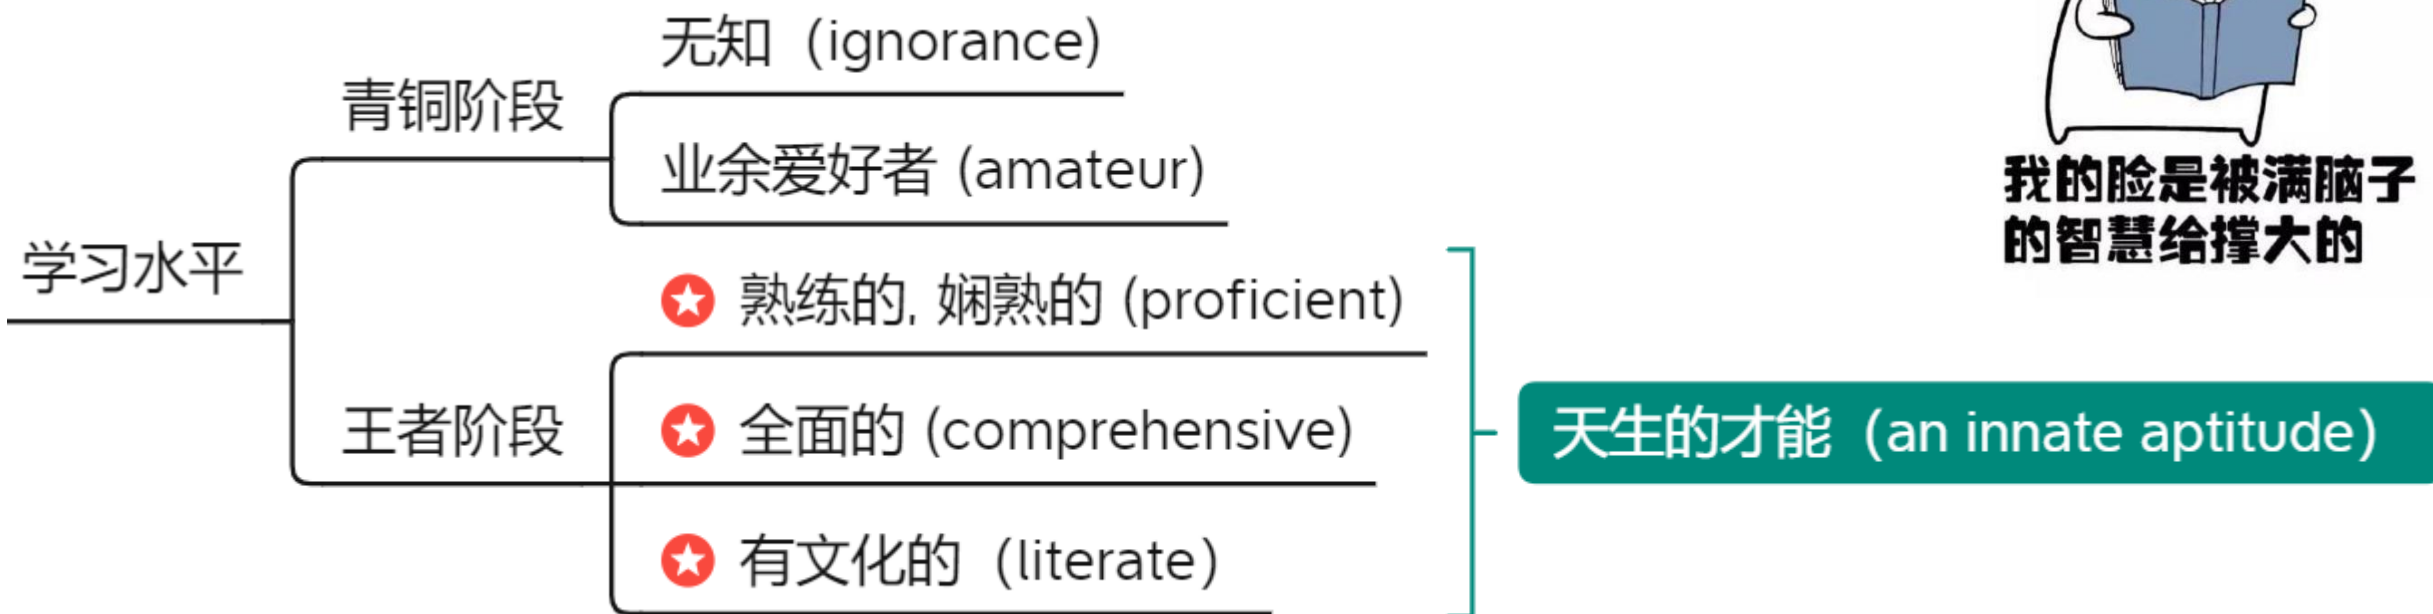 无知（ignorance)
青铜阶段
业余爱好者 (amateur)
学习水平
熟练的, 娴熟的 (proficient)
王者阶段
全面的 (comprehensive)
有文化的（literate）
天生的才能（an innate aptitude）
我的脸是被满脑子
的智慧给撑大的